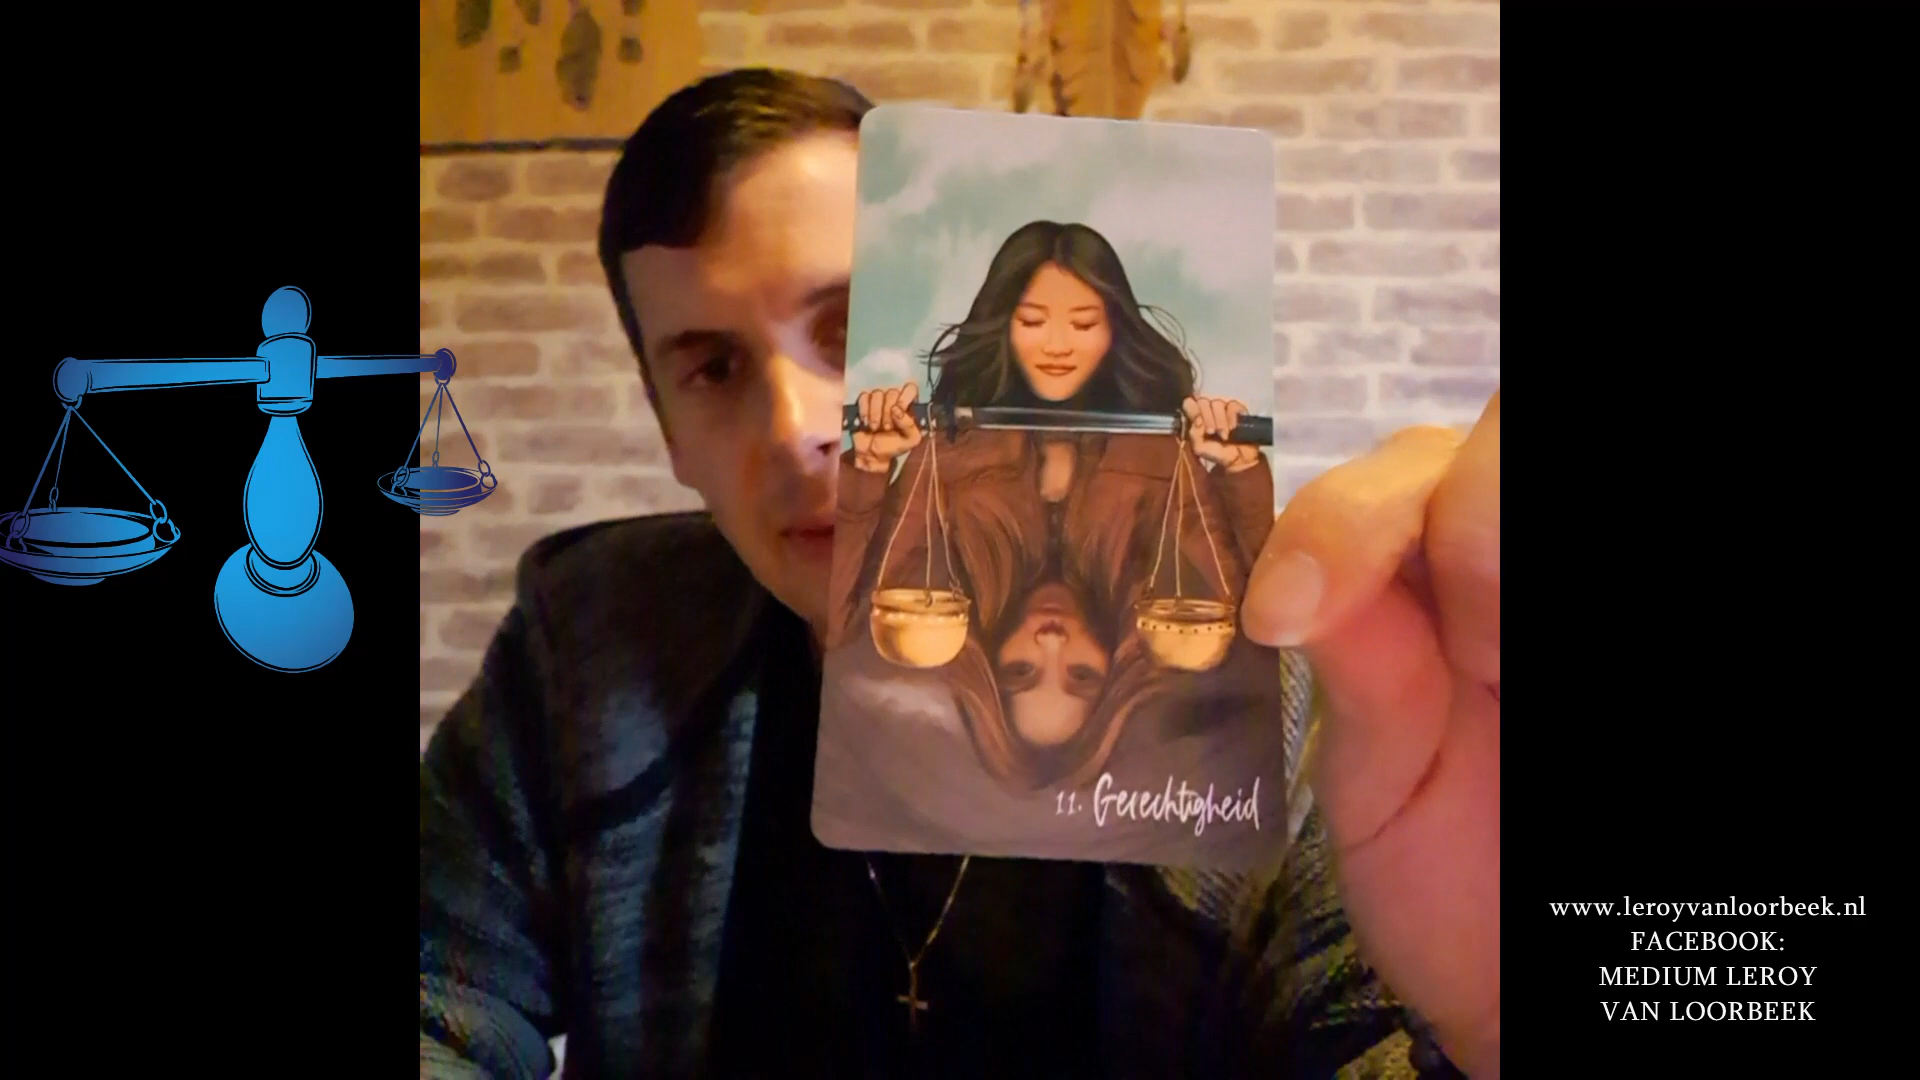 11. Gerechtigheid
www.leroyvanloorbeek.nl
FACEBOOK:
MEDIUM LEROY
VAN LOORBEEK